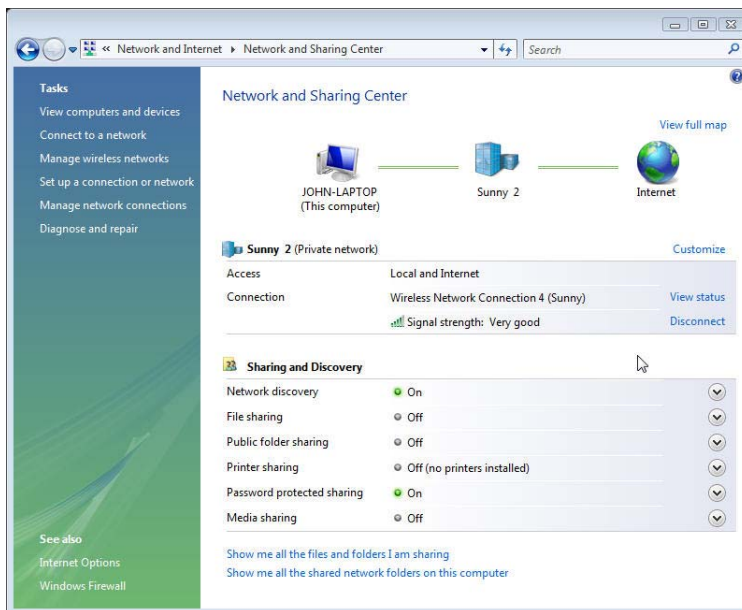 « Network and Internet ▸ Network and Sharing Center
Search
Tasks
View computers and devices
Connect to a network
Manage wireless networks
Set up a connection or network
Manage network connections
Diagnose and repair
See also
Internet Options
Windows Firewall
Network and Sharing Center
View full map
JOHN-LAPTOP
(This computer)
Sunny 2
Internet
Sunny 2 (Private network) Customize
Access Local and Internet
Connection Wireless Network Connection 4 (Sunny) View status
Signal strength: Very good Disconnect
Sharing and Discovery
Network discovery On
File sharing Off
Public folder sharing Off
Printer sharing Off (no printers installed)
Password protected sharing On
Media sharing Off
Show me all the files and folders I am sharing
Show me all the shared network folders on this computer